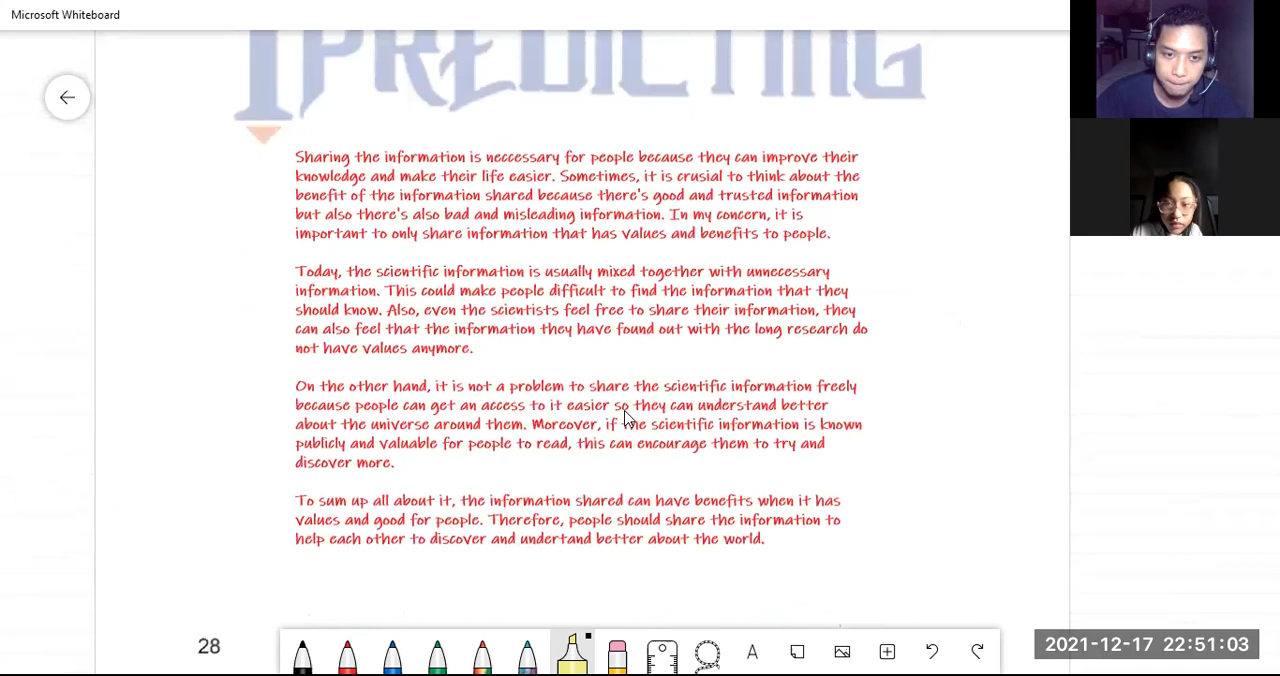 Microsoft Whiteboard
IPREDICTING
Sharing the information is neccessary for people because they can improve their
knowledge and make their life easier. Sometimes, it is crusial to think about the
benefit of the information shared because there's good and trusted information
but also there's also bad and misleading information. In my concern, it is
important to only share information that has values and benefits to people.
Today, the scientific information is usually mixed together with unnecessary
information. This could make people difficult to find the information that they
should know. Also, even the scientists feel free to share their information, they
can also feel that the information they have found out with the long research do
not have values anymore.
On the other hand, it is not a problem to share the scientific information freely
because people can get an access to it easier so they can understand better
about the universe around them. Moreover, if the scientific information is known
publicly and valuable for people to read, this can encourage them to try and
discover more.
To sum up all about it, the information shared can have benefits when it has
values and good for people. Therefore, people should share the information to
help each other to discover and undertand better about the world.
28
A
2021-12-17 22:51:03